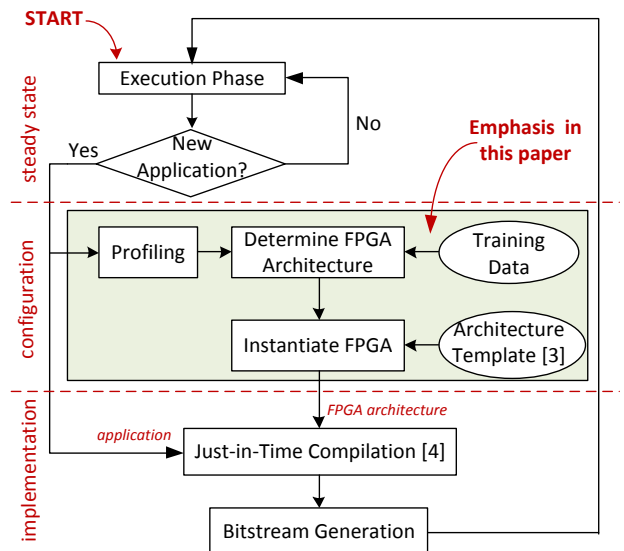 START
Execution Phase
steady state
New
Application?
Yes
No
Emphasis in
this paper
configuration
Profiling
Determine FPGA
Architecture
Training
Data
Instantiate FPGA
Architecture
Template [3]
FPGA architecture
implementation
application
Just-in-Time Compilation [4]
Bitstream Generation